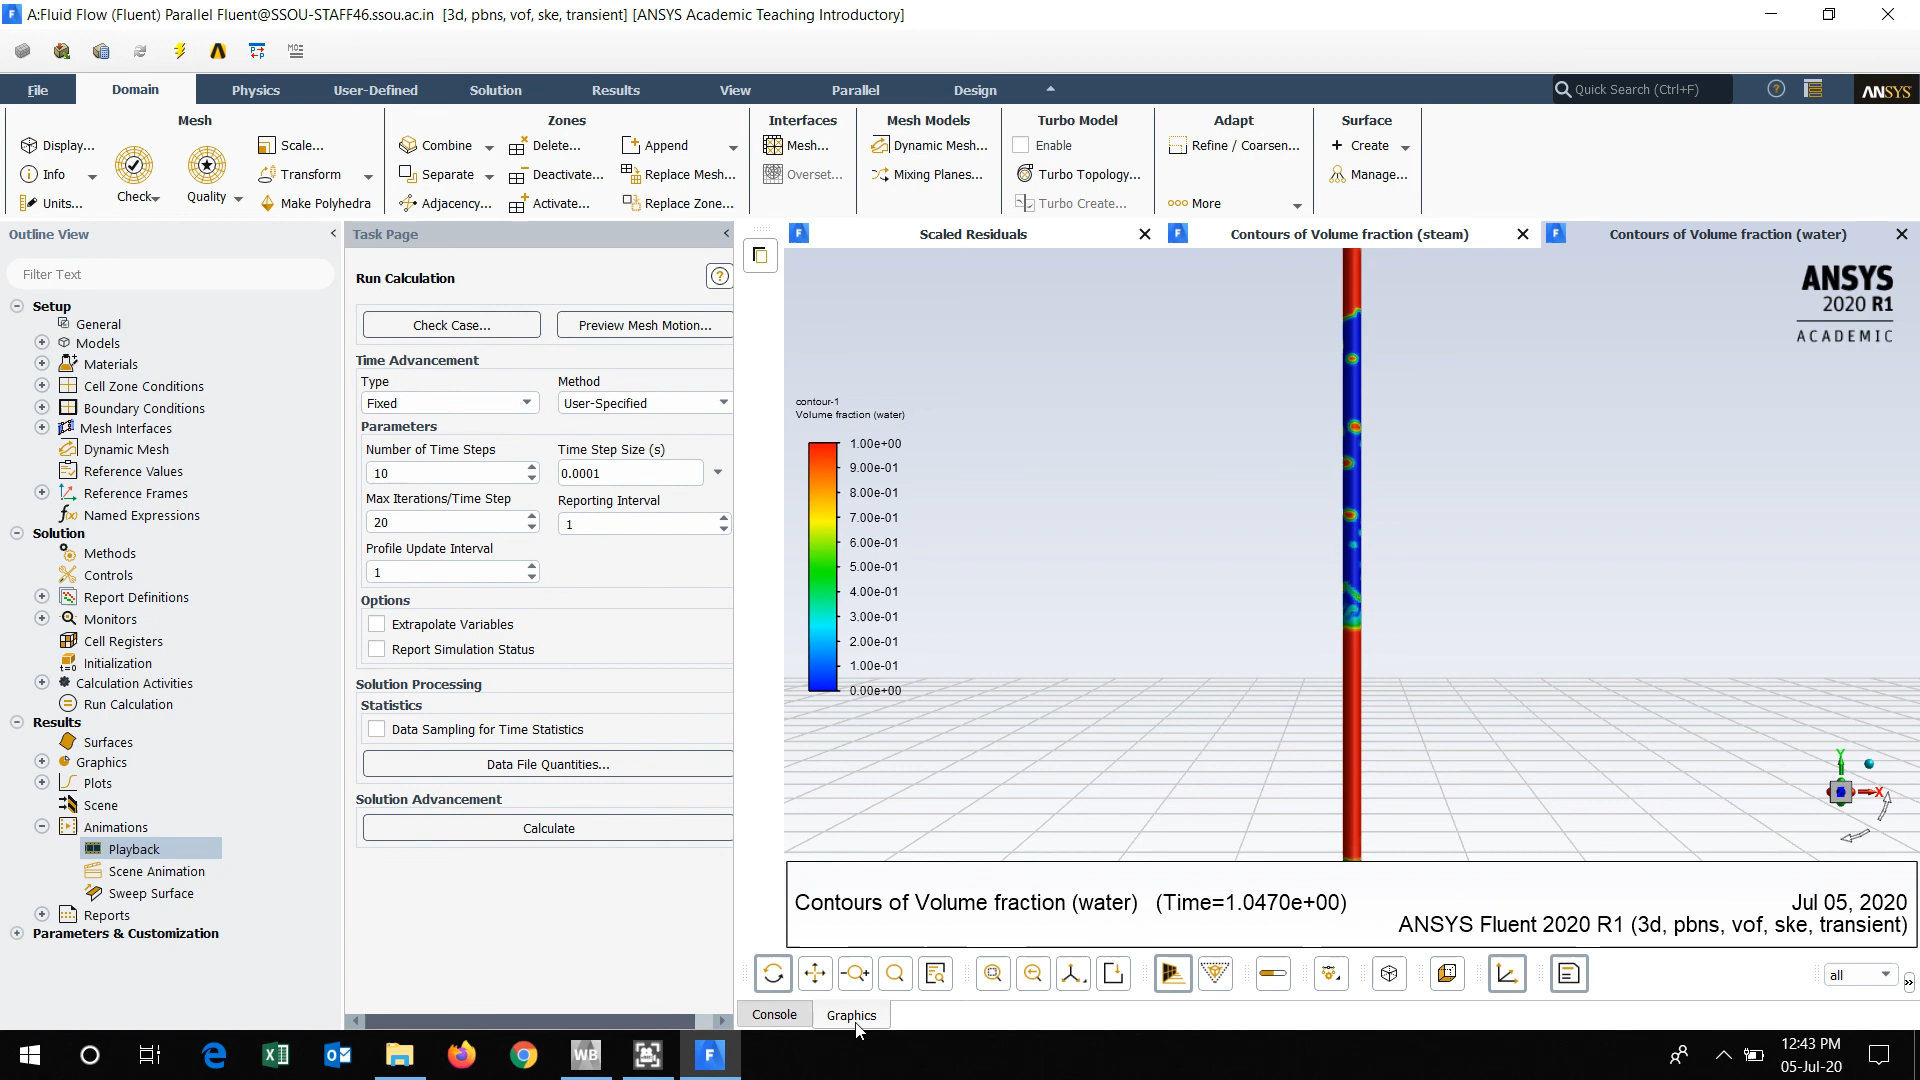 A:Fluid Flow (Fluent) Parallel Fluent@SSOU-STAFF46.ssou.ac.in [3d, pbns, vof, ske, transient] [ANSYS Academic Teaching Introductory]
File Domain Physics User-Defined Solution Results View Parallel Design Quick Search (Ctrl+F) ANSYS
Mesh Zones Interfaces Mesh Models Turbo Model Adapt Surface
Display... Scale... Combine Delete... Append Mesh... Dynamic Mesh... Enable Refine / Coarsen... Create
Info Transform Separate Deactivate... Replace Mesh... Overset... Mixing Planes... Turbo Topology... Manage...
Check Quality
Units... Make Polyhedra Adjacency... Activate... Replace Zone... Turbo Create... More
Outline View
Filter Text
Setup
General
Models
Materials
Cell Zone Conditions
Boundary Conditions
Mesh Interfaces
Dynamic Mesh
Reference Values
Reference Frames
Named Expressions
Solution
Methods
Controls
Report Definitions
Monitors
Cell Registers
Initialization
Calculation Activities
Run Calculation
Results
Surfaces
Graphics
Plots
Scene
Animations
Playback
Scene Animation
Sweep Surface
Reports
Parameters & Customization
Task Page
Run Calculation
Check Case... Preview Mesh Motion...
Time Advancement
Type Method
Fixed User-Specified
Parameters
Number of Time Steps Time Step Size (s)
10 0.0001
Max Iterations/Time Step Reporting Interval
20 1
Profile Update Interval
1
Options
Extrapolate Variables
Report Simulation Status
Solution Processing
Statistics
Data Sampling for Time Statistics
Data File Quantities...
Solution Advancement
Calculate
Scaled Residuals Contours of Volume fraction (steam) Contours of Volume fraction (water)
ANSYS
2020 R1
ACADEMIC
contour-1
Volume fraction (water)
1.00e+00
9.00e-01
8.00e-01
7.00e-01
6.00e-01
5.00e-01
4.00e-01
3.00e-01
2.00e-01
1.00e-01
0.00e+00
Y
X
Contours of Volume fraction (water) (Time=1.0470e+00) Jul 05, 2020
ANSYS Fluent 2020 R1 (3d, pbns, vof, ske, transient)
all
Console Graphics
WB
12:43 PM
05-Jul-20